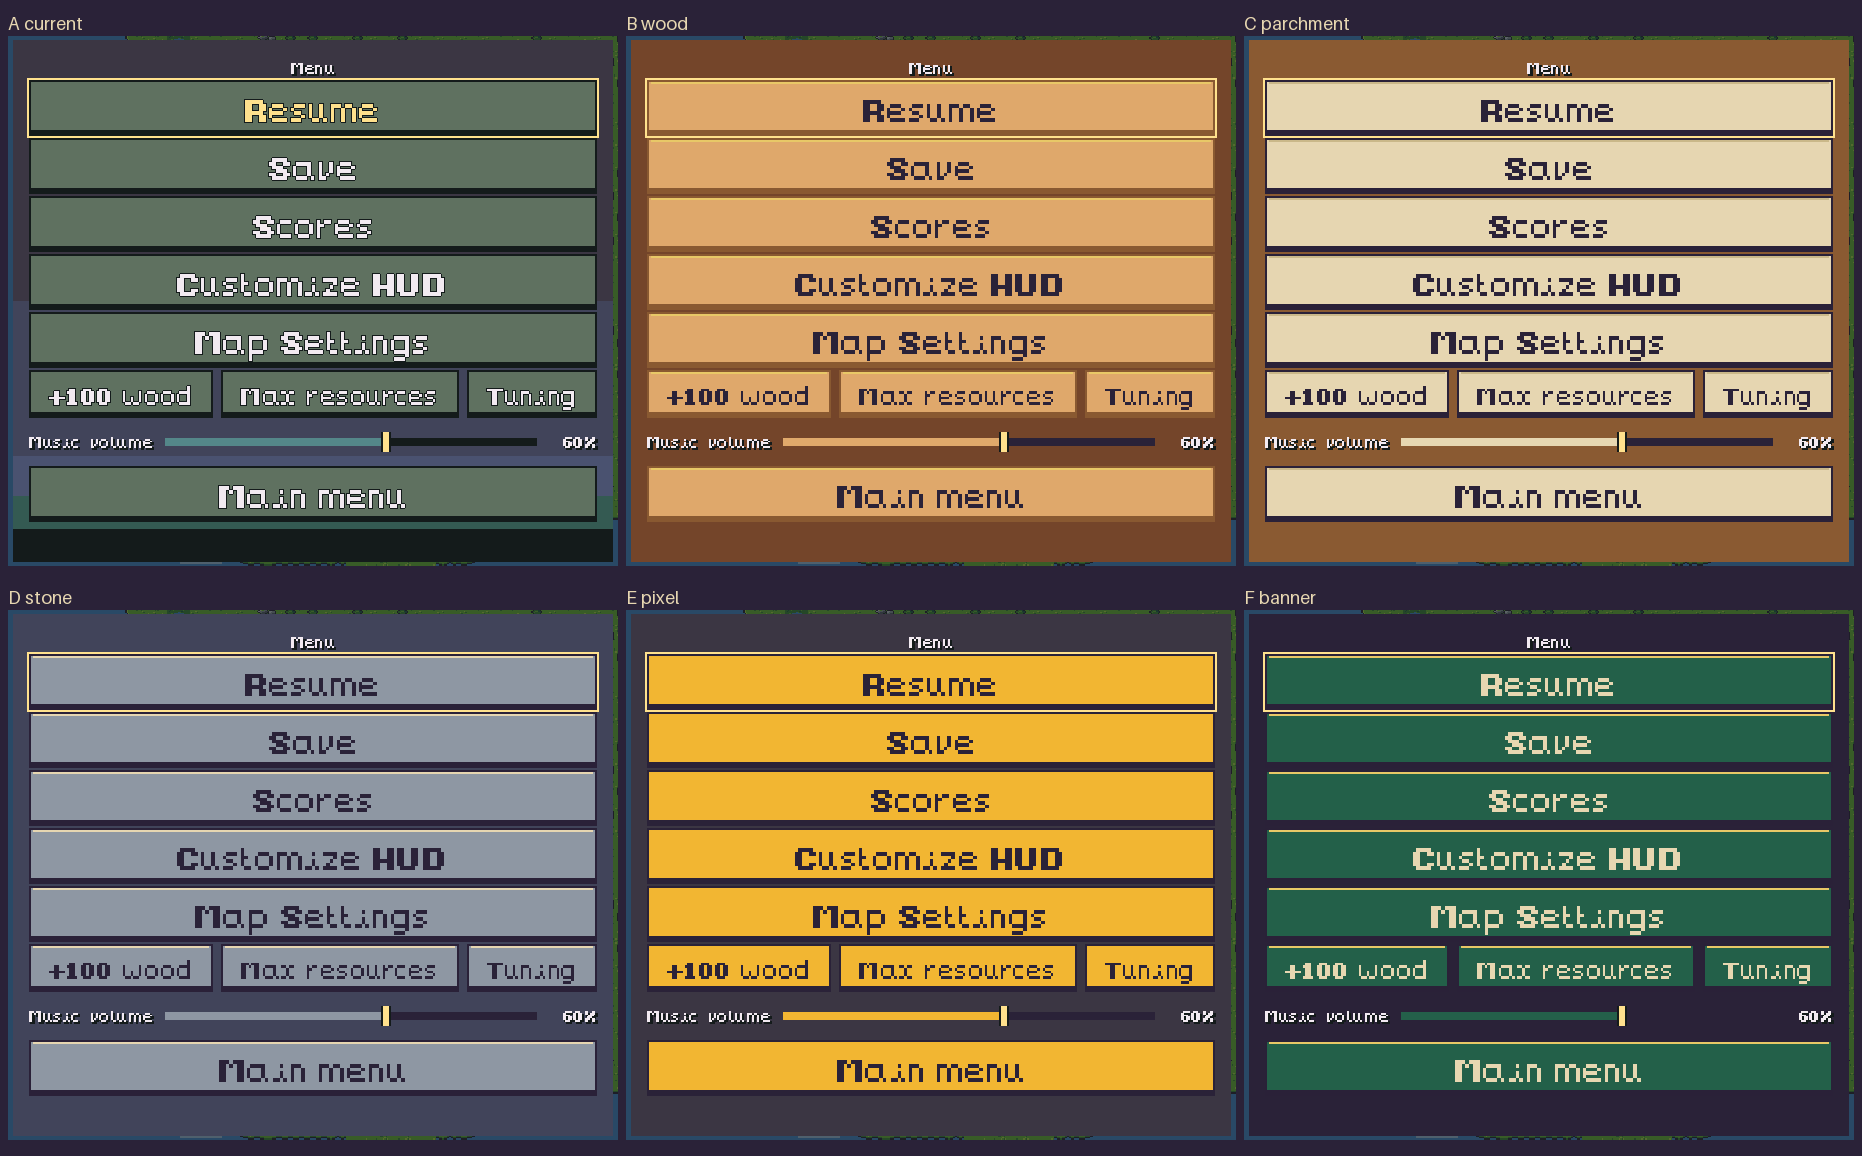 A current
Menu
Resume
Save
Scores
Customize HUD
Map Settings
+100 wood Max resources Tuning
Music volume 60%
Main menu
B wood
Menu
Resume
Save
Scores
Customize HUD
Map Settings
+100 wood Max resources Tuning
Music volume 60%
Main menu
C parchment
Menu
Resume
Save
Scores
Customize HUD
Map Settings
+100 wood Max resources Tuning
Music volume 60%
Main menu
D stone
Menu
Resume
Save
Scores
Customize HUD
Map Settings
+100 wood Max resources Tuning
Music volume 60%
Main menu
E pixel
Menu
Resume
Save
Scores
Customize HUD
Map Settings
+100 wood Max resources Tuning
Music volume 60%
Main menu
F banner
Menu
Resume
Save
Scores
Customize HUD
Map Settings
+100 wood Max resources Tuning
Music volume 60%
Main menu